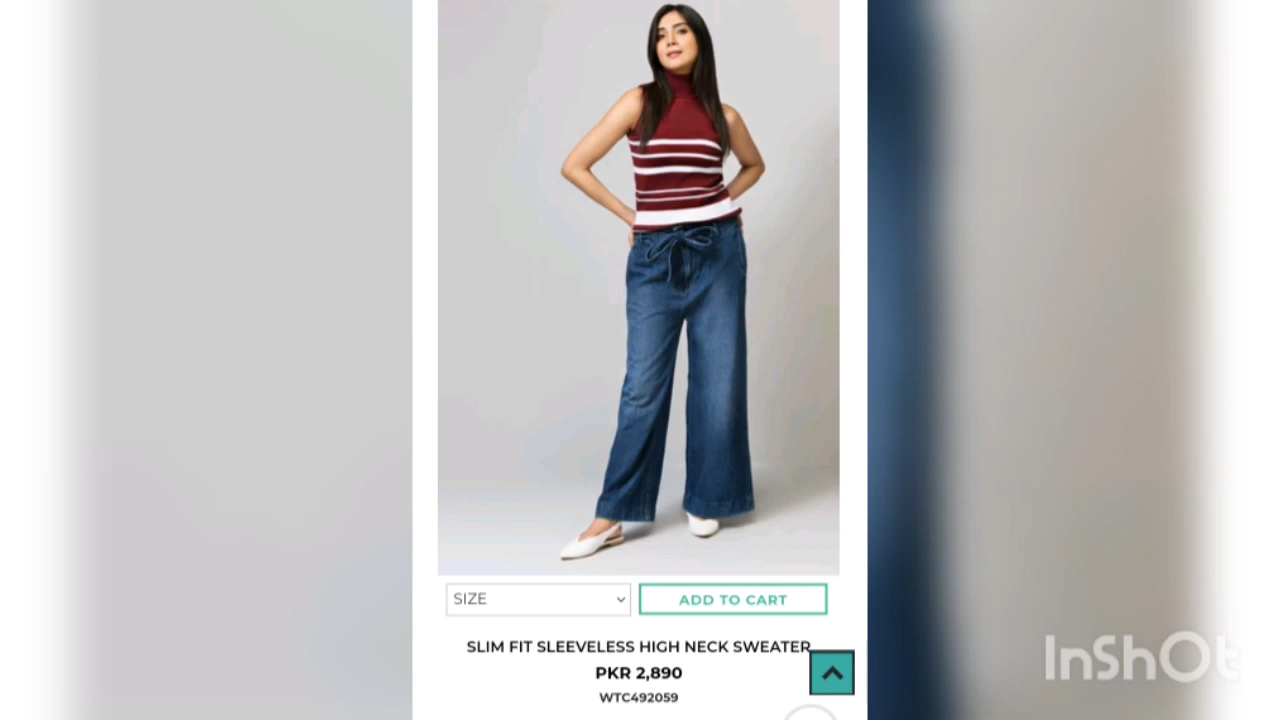 SIZE
ADD TO CART
SLIM FIT SLEEVELESS HIGH NECK SWEATER
PKR 2,890
WTC492059
InShOt